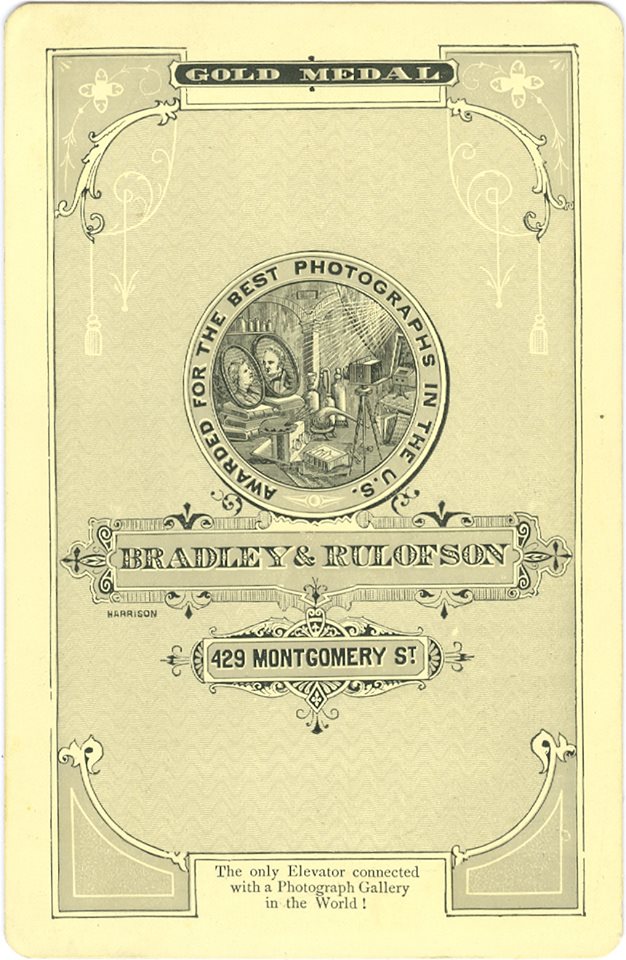 GOLD MEDAL.
AWARDED FOR THE BEST PHOTOGRAPHS IN THE U.S.
BRADLEY & RULOFSON
HARRISON
429 MONTGOMERY ST.
The only Elevator connected
with a Photograph Gallery
in the World !